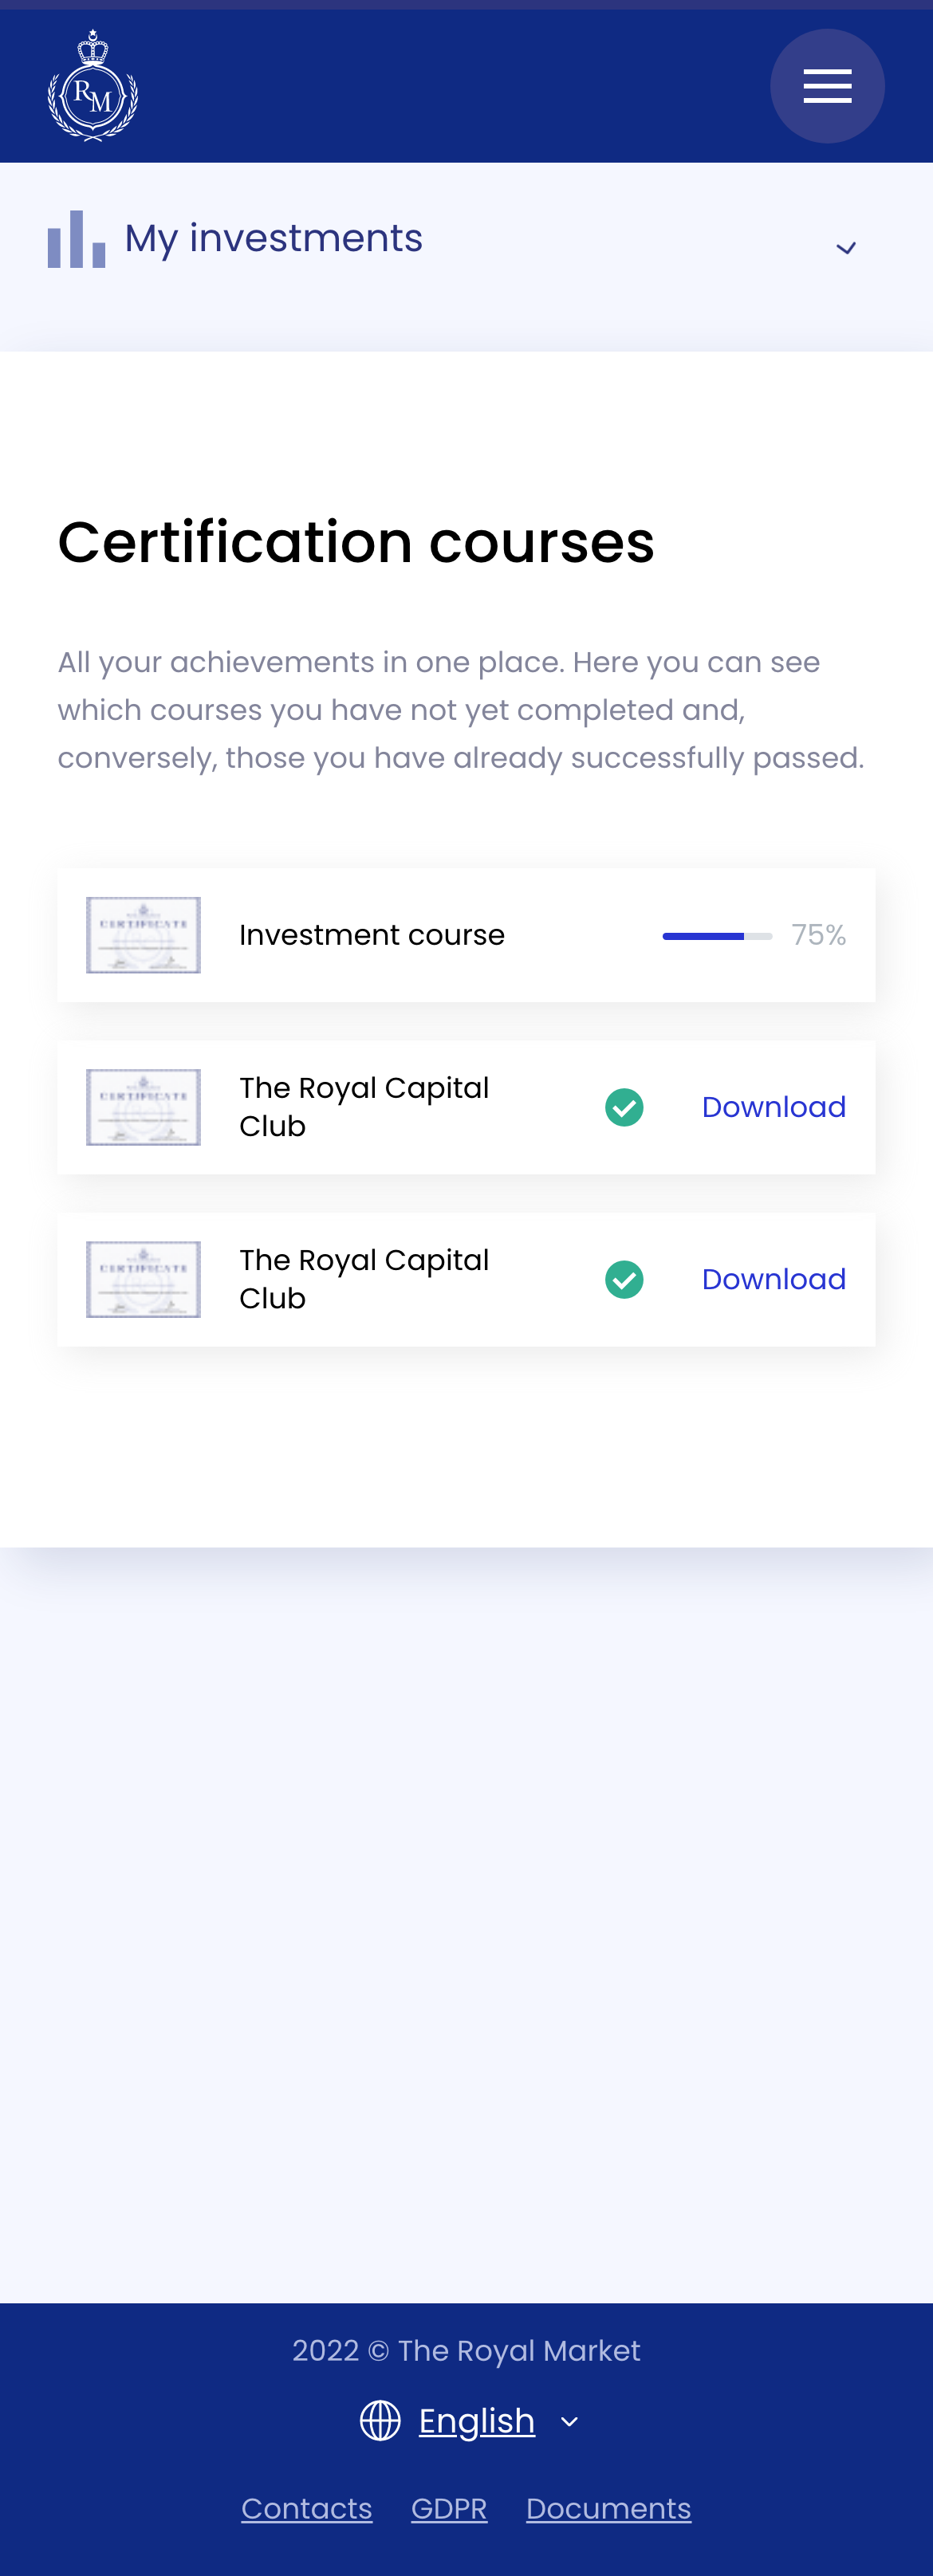 RM
My investments
Certification courses
All your achievements in one place. Here you can see
which courses you have not yet completed and,
conversely, those you have already successfully passed.
CERTIFICATE
Investment course
75%
CERTIFICATE
The Royal Capital
Club
Download
CERTIFICATE
The Royal Capital
Club
Download
2022 © The Royal Market
English
Contacts GDPR Documents